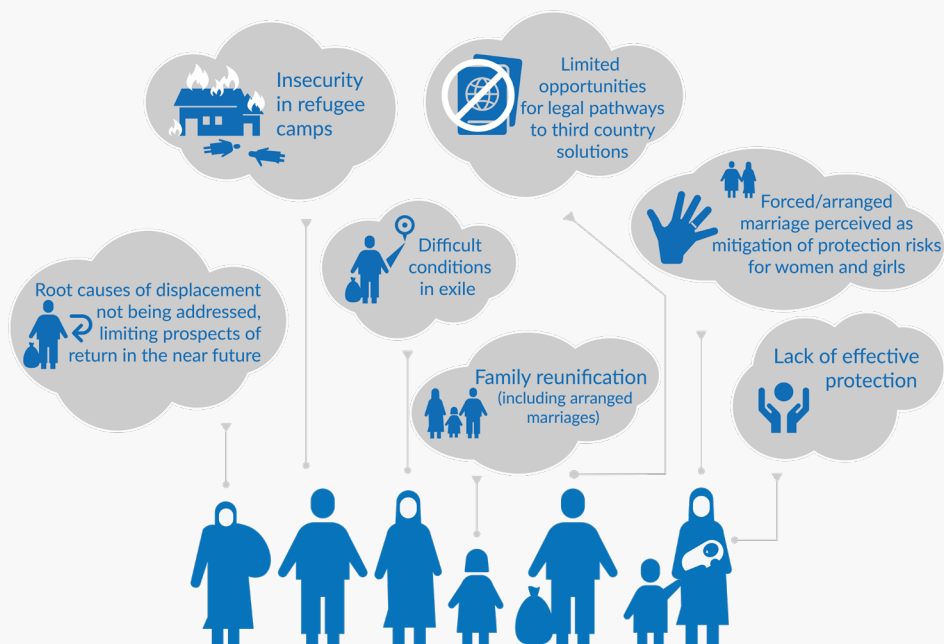 Insecurity
in refugee
camps
Limited
opportunities
for legal pathways
to third country
solutions
Forced/arranged
marriage perceived as
mitigation of protection risks
for women and girls
Difficult
conditions
in exile
Root causes of displacement
not being addressed,
limiting prospects of
return in the near future
Family reunification
(including arranged
marriages)
Lack of effective
protection